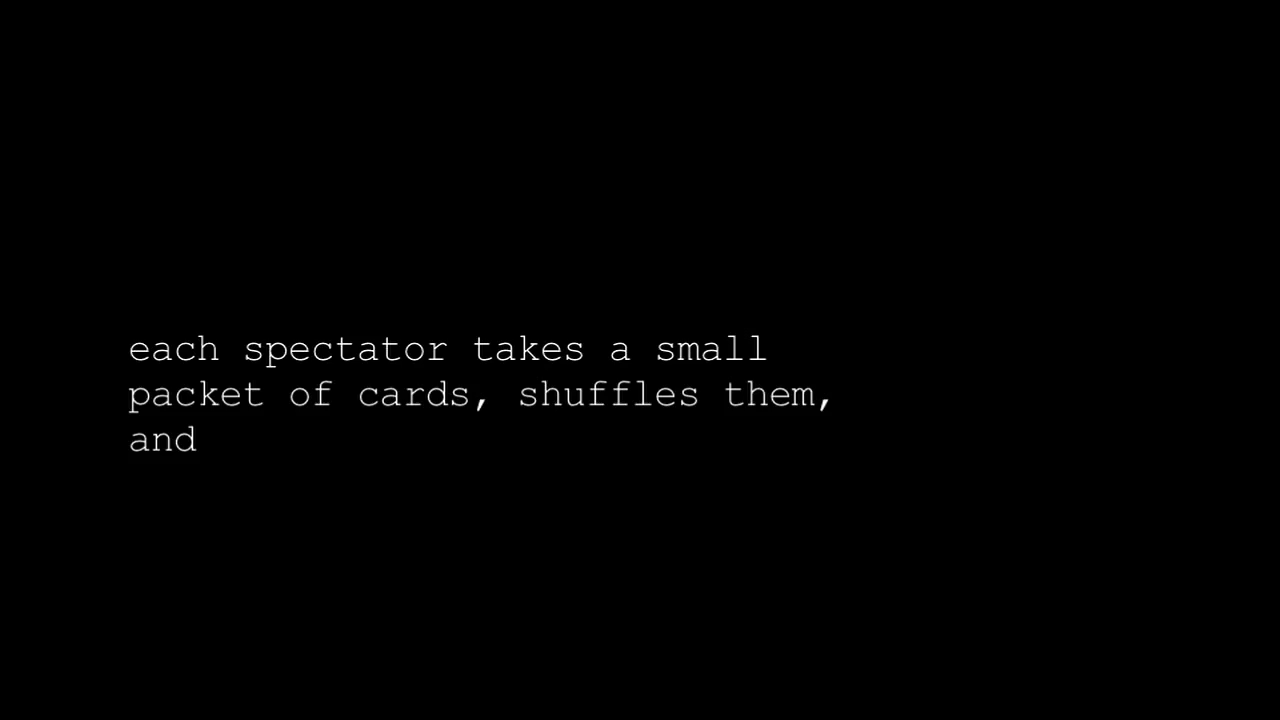 each spectator takes a small
packet of cards, shuffles them,
and